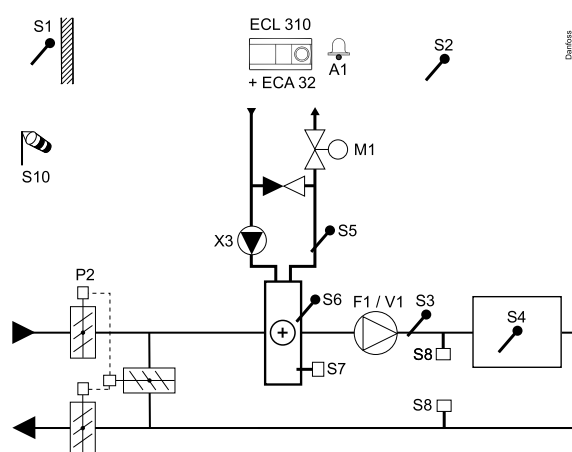 S1
ECL 310
A1
+ ECA 32
S2
Danfoss
S10
M1
X3
S5
P2
S6
F1 / V1
S3
S4
S8
S7
S8